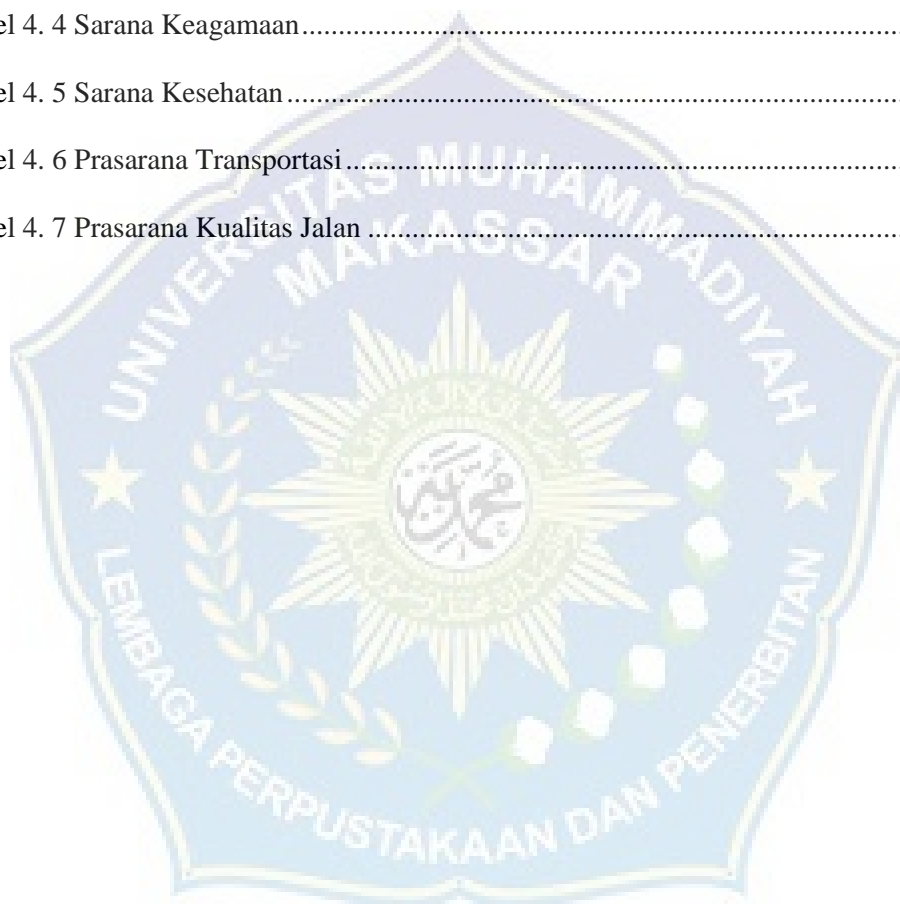 el 4. 4 Sarana Keagamaan
el 4. 5 Sarana Kesehatan
el 4. 6 Prasarana Transportasi
el 4. 7 Prasarana Kualitas Jalan
UNIVERSITAS MUHAMMADIYAH
MAKASSAR
محمد
LEMBAGA PERPUSTAKAAN DAN PENERBITAN